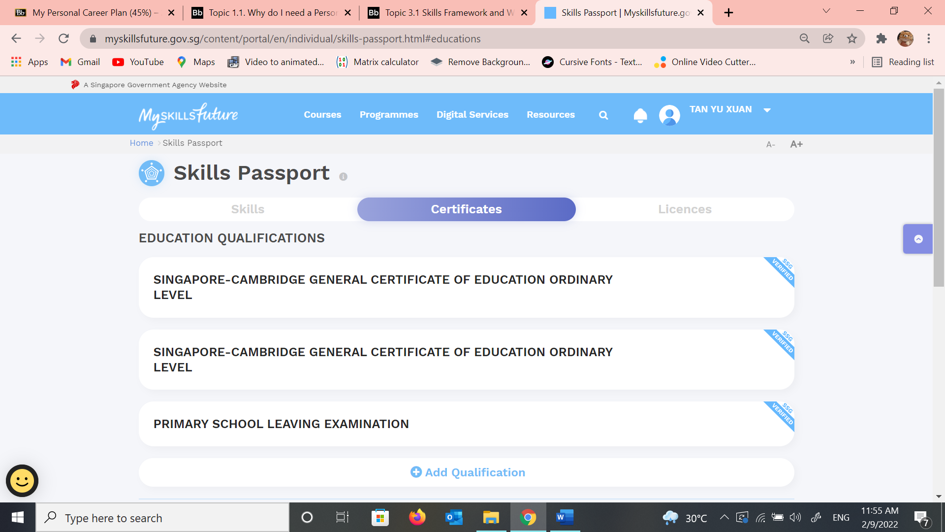 My Personal Career Plan (45%) –
Topic 1.1. Why do I need a Perso
Topic 3.1 Skills Framework and W
Skills Passport | Myskillsfuture.go
myskillsfuture.gov.sg/content/portal/en/individual/skills-passport.html#educations
Apps Gmail YouTube Maps Video to animated... Matrix calculator Remove Backgroun... Cursive Fonts - Text... Online Video Cutter... » Reading list
A Singapore Government Agency Website
MySKILLSfuture Courses Programmes Digital Services Resources TAN YU XUAN
Home > Skills Passport A- A+
Skills Passport
Skills Certificates Licences
EDUCATION QUALIFICATIONS
SINGAPORE-CAMBRIDGE GENERAL CERTIFICATE OF EDUCATION ORDINARY
LEVEL
SSG
VERIFIED
SINGAPORE-CAMBRIDGE GENERAL CERTIFICATE OF EDUCATION ORDINARY
LEVEL
SSG
VERIFIED
PRIMARY SCHOOL LEAVING EXAMINATION
SSG
VERIFIED
Add Qualification
Type here to search
30°C
ENG
11:55 AM
2/9/2022
7